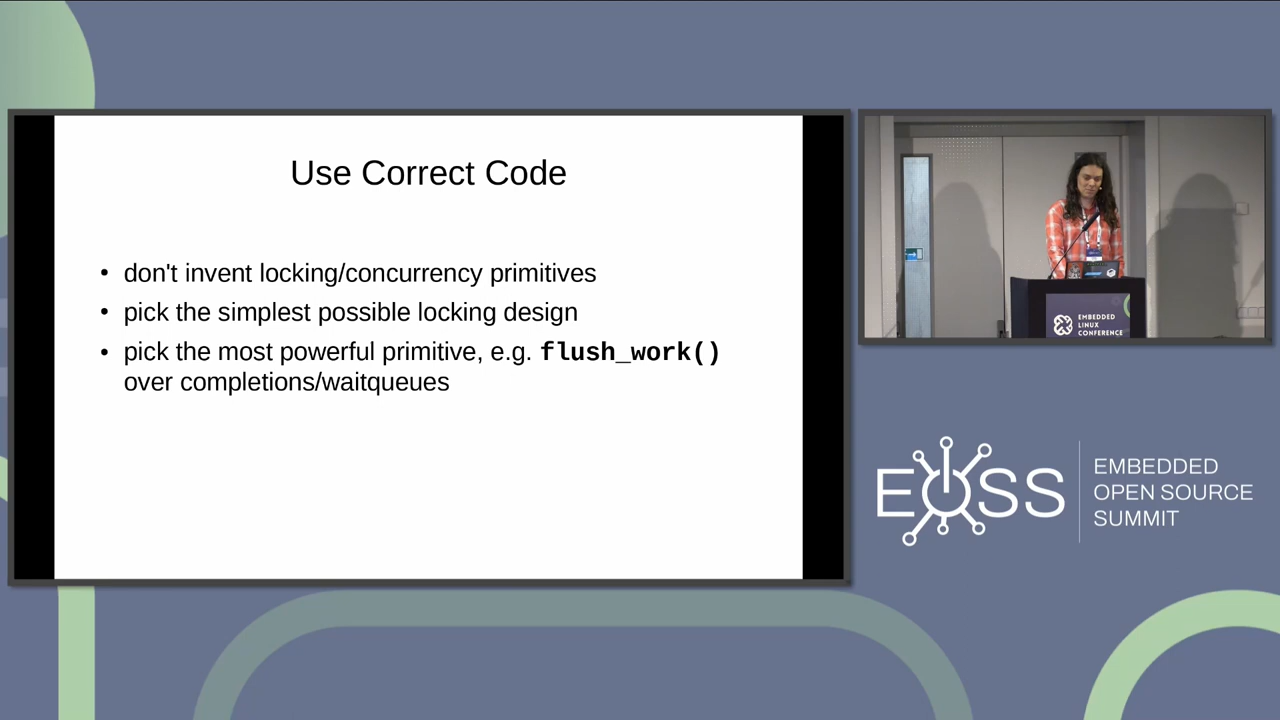 Use Correct Code
• don't invent locking/concurrency primitives
• pick the simplest possible locking design
• pick the most powerful primitive, e.g. flush_work()
over completions/waitqueues
EMBEDDED
LINUX
CONFERENCE
EOSS
EMBEDDED
OPEN SOURCE
SUMMIT